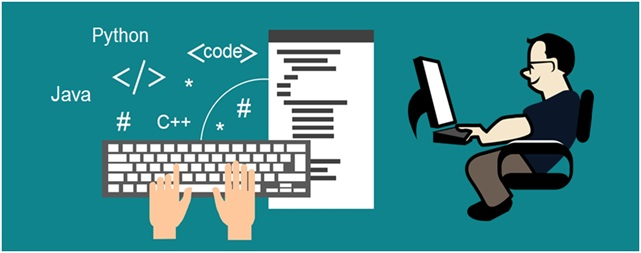 Python
<code>
</>
*
Java
#
C++
*
#